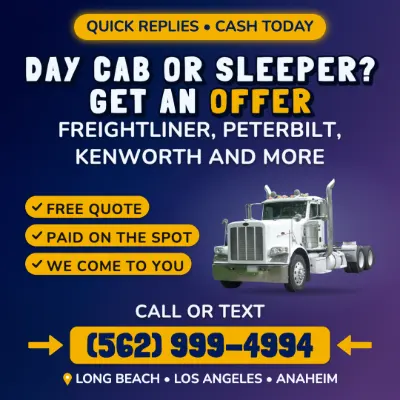 QUICK REPLIES • CASH TODAY
DAY CAB OR SLEEPER?
GET AN OFFER
FREIGHTLINER, PETERBILT,
KENWORTH AND MORE
FREE QUOTE
PAID ON THE SPOT
WE COME TO YOU
CALL OR TEXT
(562) 999-4994
LONG BEACH • LOS ANGELES • ANAHEIM